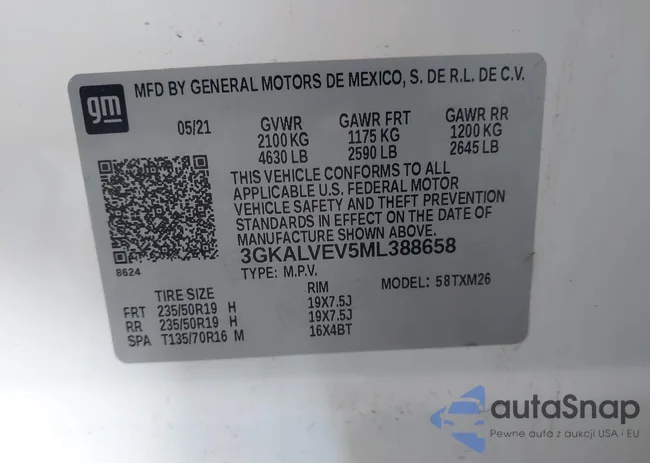 gm
MFD BY GENERAL MOTORS DE MEXICO, S. DE R.L. DE C.V.
05/21 GVWR GAWR FRT GAWR RR
2100 KG 1175 KG 1200 KG
4630 LB 2590 LB 2645 LB
THIS VEHICLE CONFORMS TO ALL
APPLICABLE U.S. FEDERAL MOTOR
VEHICLE SAFETY AND THEFT PREVENTION
STANDARDS IN EFFECT ON THE DATE OF
MANUFACTURE SHOWN ABOVE.
3GKALVEV5ML388658
8624
TYPE: M.P.V. MODEL: 58TXM26
TIRE SIZE RIM
FRT 235/50R19 H 19X7.5J
RR 235/50R19 H 19X7.5J
SPA T135/70R16 M 16X4BT
autaSnap
Pewne auta z aukcji USA i EU